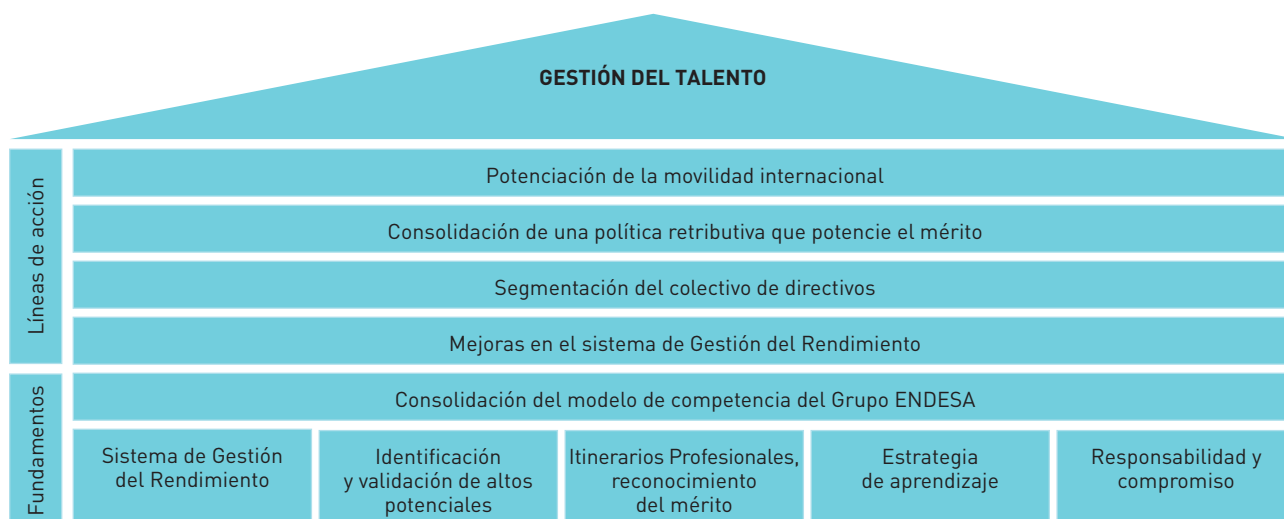 GESTIÓN DEL TALENTO
Líneas de acción
Potenciación de la movilidad internacional
Consolidación de una política retributiva que potencie el mérito
Segmentación del colectivo de directivos
Mejoras en el sistema de Gestión del Rendimiento
Fundamentos
Consolidación del modelo de competencia del Grupo ENDESA
Sistema de Gestión
del Rendimiento
Identificación
y validación de altos
potenciales
Itinerarios Profesionales,
reconocimiento
del mérito
Estrategia
de aprendizaje
Responsabilidad y
compromiso